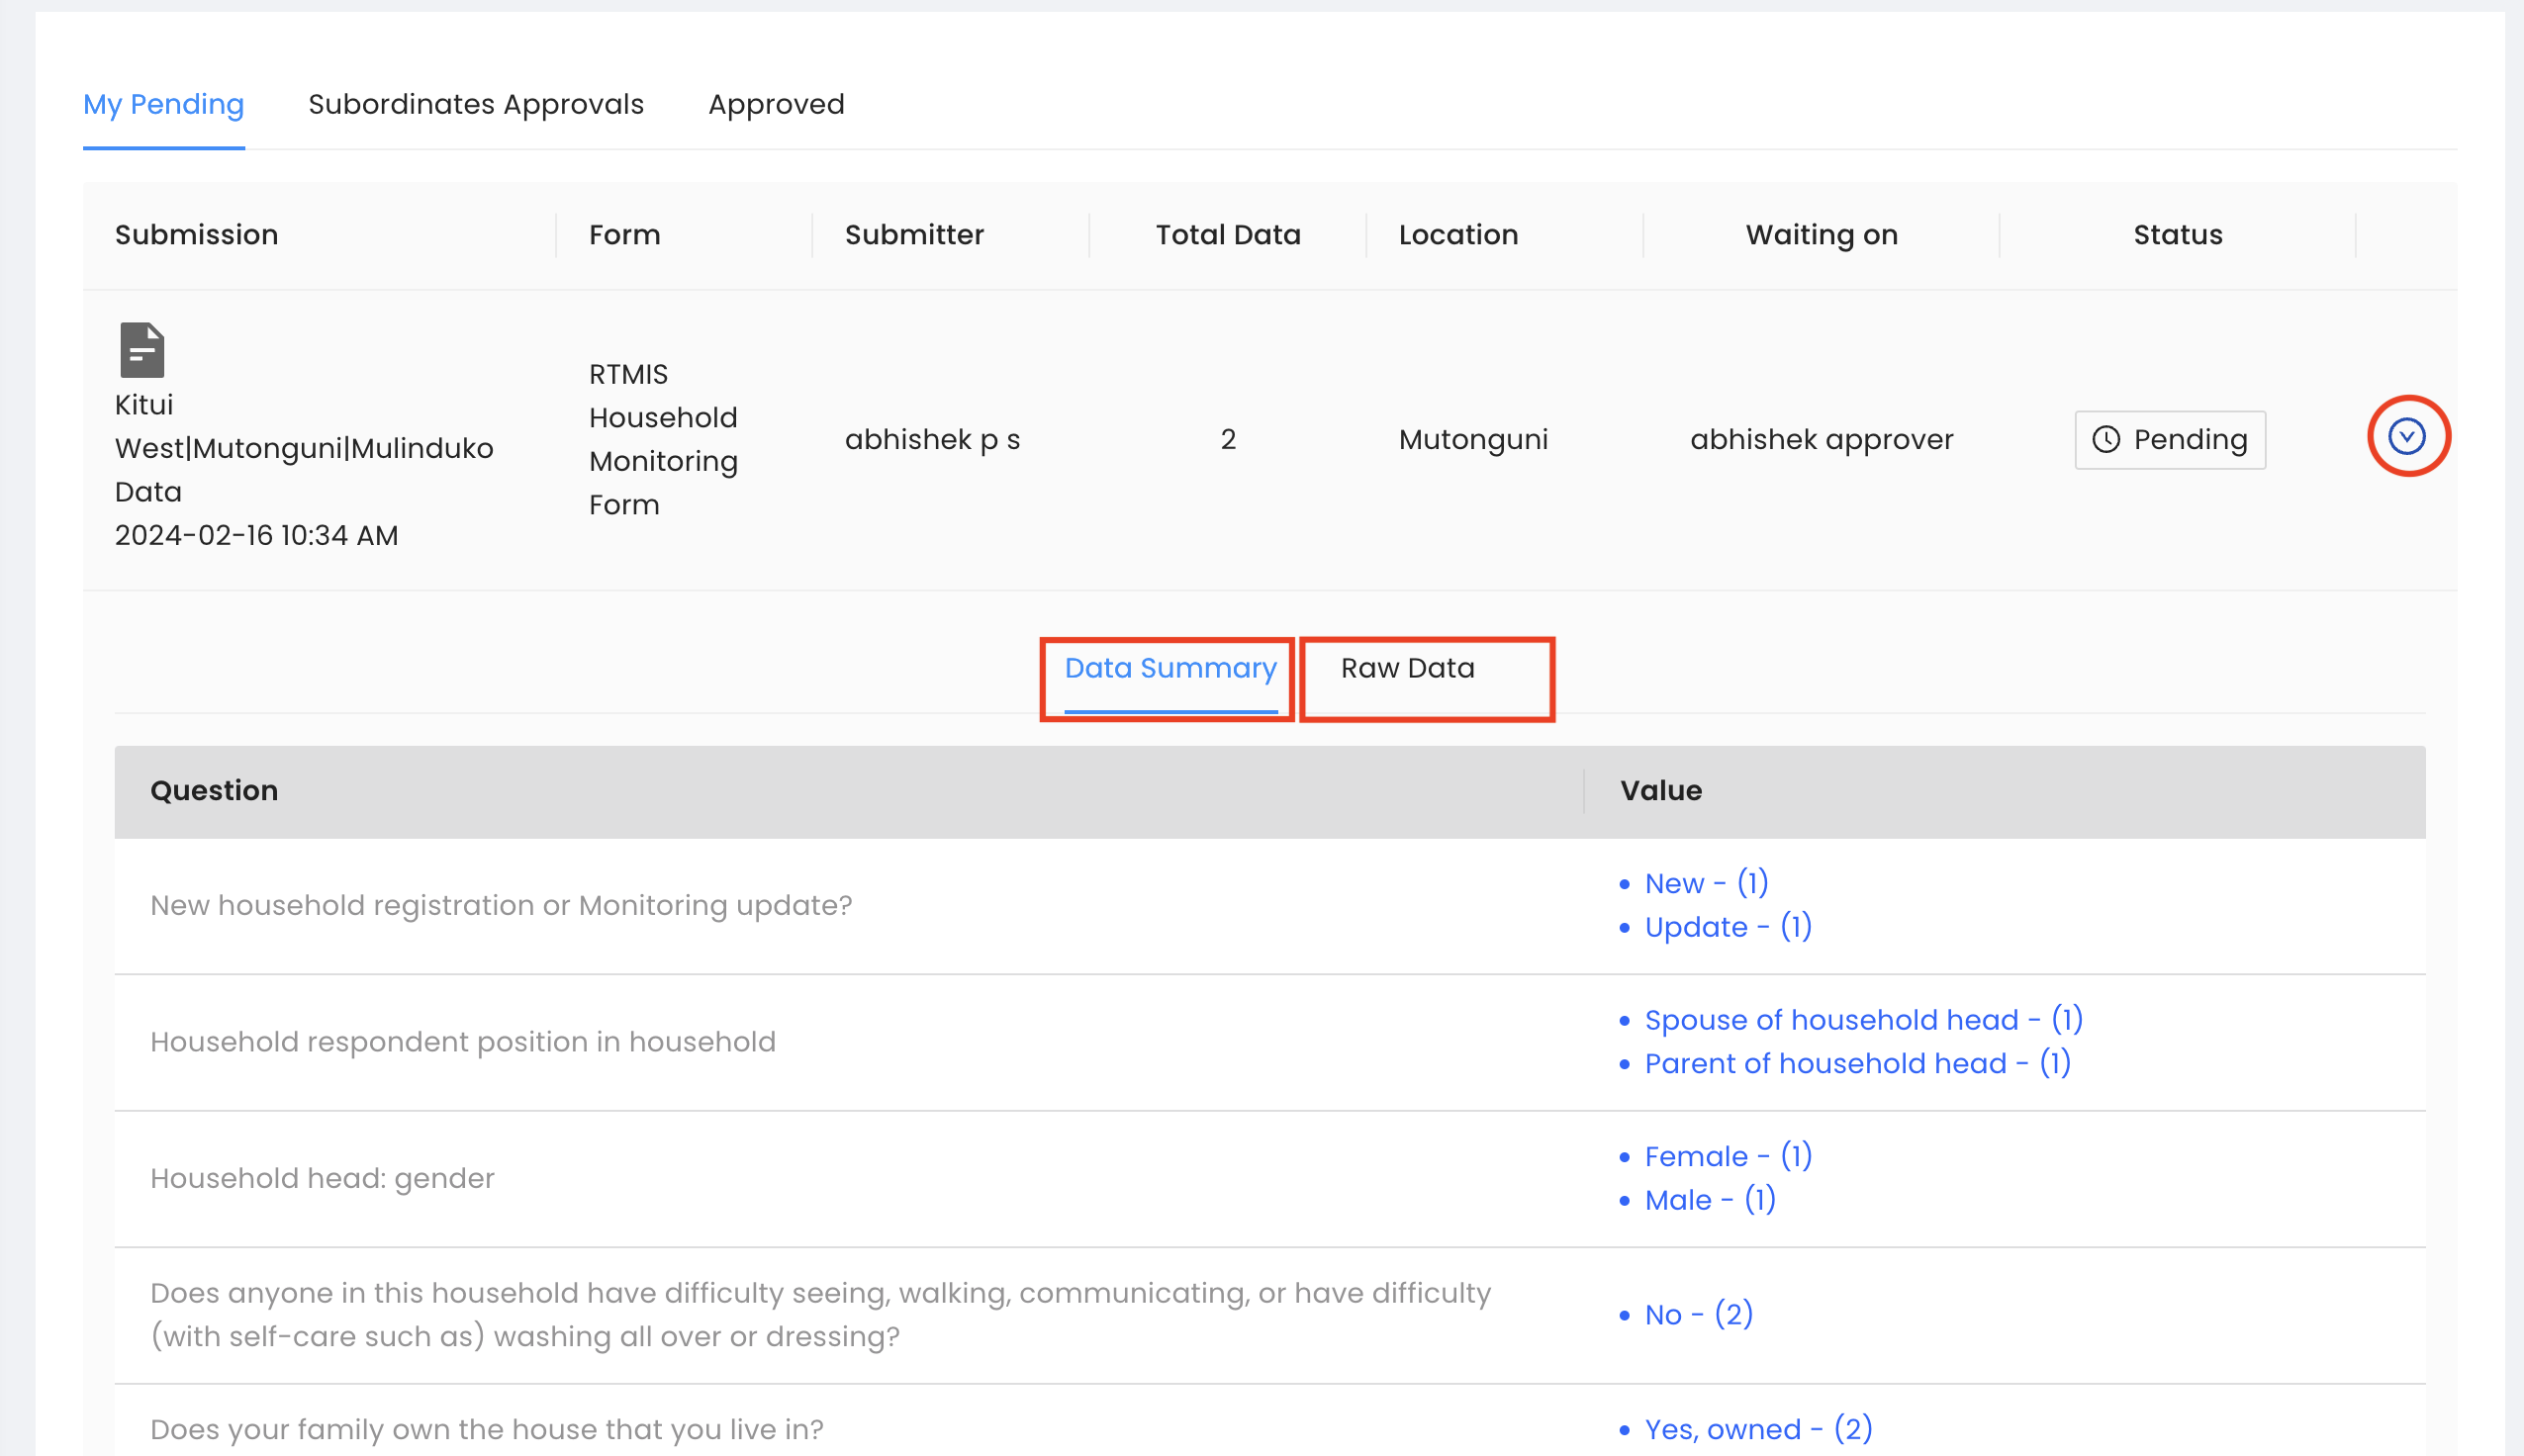 My Pending
Subordinates Approvals
Approved
Submission
Form
Submitter
Total Data
Location
Waiting on
Status
Kitui
West|Mutonguni|Mulinduko
Data
2024-02-16 10:34 AM
RTMIS
Household
Monitoring
Form
abhishek p s
2
Mutonguni
abhishek approver
Pending
Data Summary
Raw Data
Question
Value
New household registration or Monitoring update?
New - (1)
Update - (1)
Household respondent position in household
Spouse of household head - (1)
Parent of household head - (1)
Household head: gender
Female - (1)
Male - (1)
Does anyone in this household have difficulty seeing, walking, communicating, or have difficulty
(with self-care such as) washing all over or dressing?
No - (2)
Does your family own the house that you live in?
Yes, owned - (2)